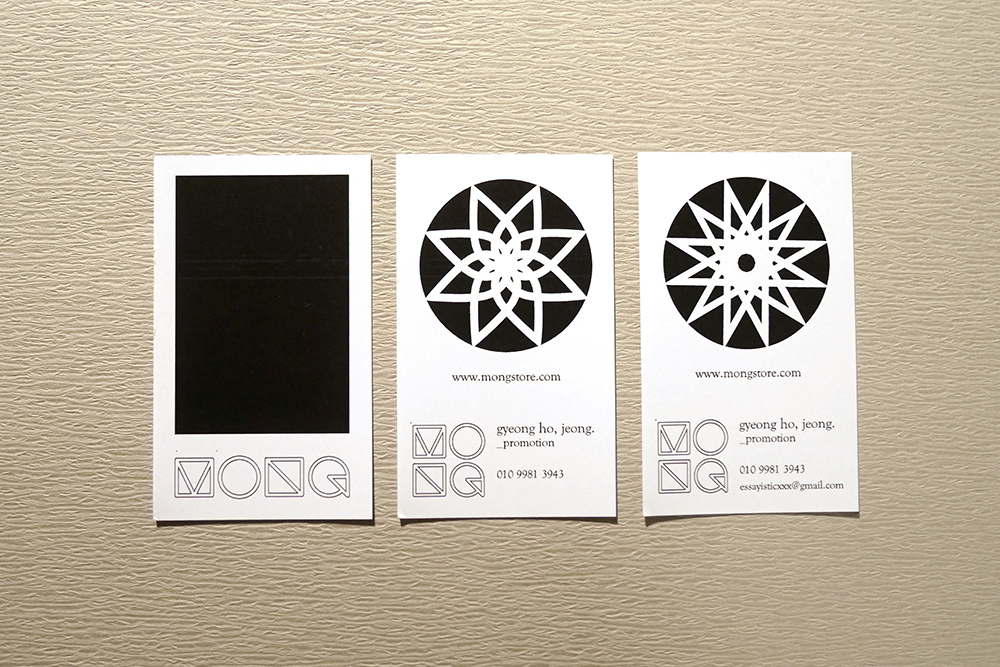 MONG
www.mongstore.com
MO
NG
gyeong ho, jeong.
_promotion
010 9981 3943
www.mongstore.com
MO
NG
gyeong ho, jeong.
_promotion
010 9981 3943
essayisticxxx@gmail.com